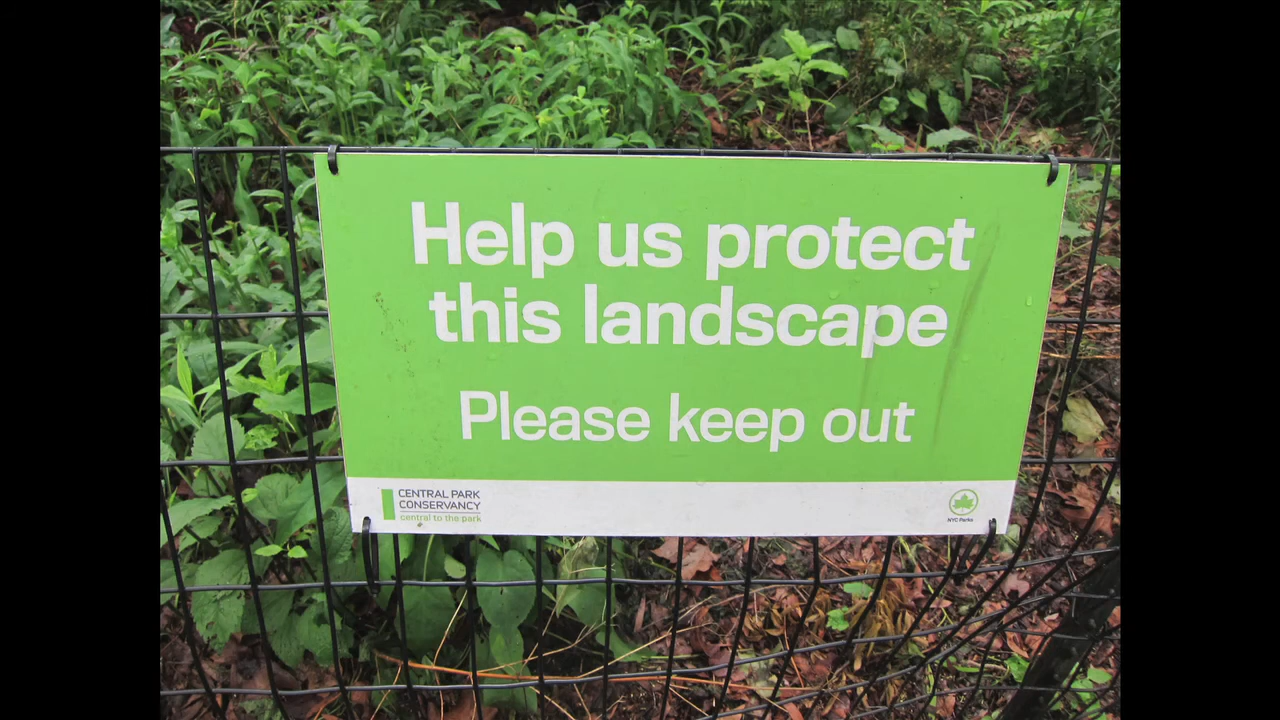 Help us protect
this landscape
Please keep out
CENTRAL PARK
CONSERVANCY
central to the park
NYC Parks